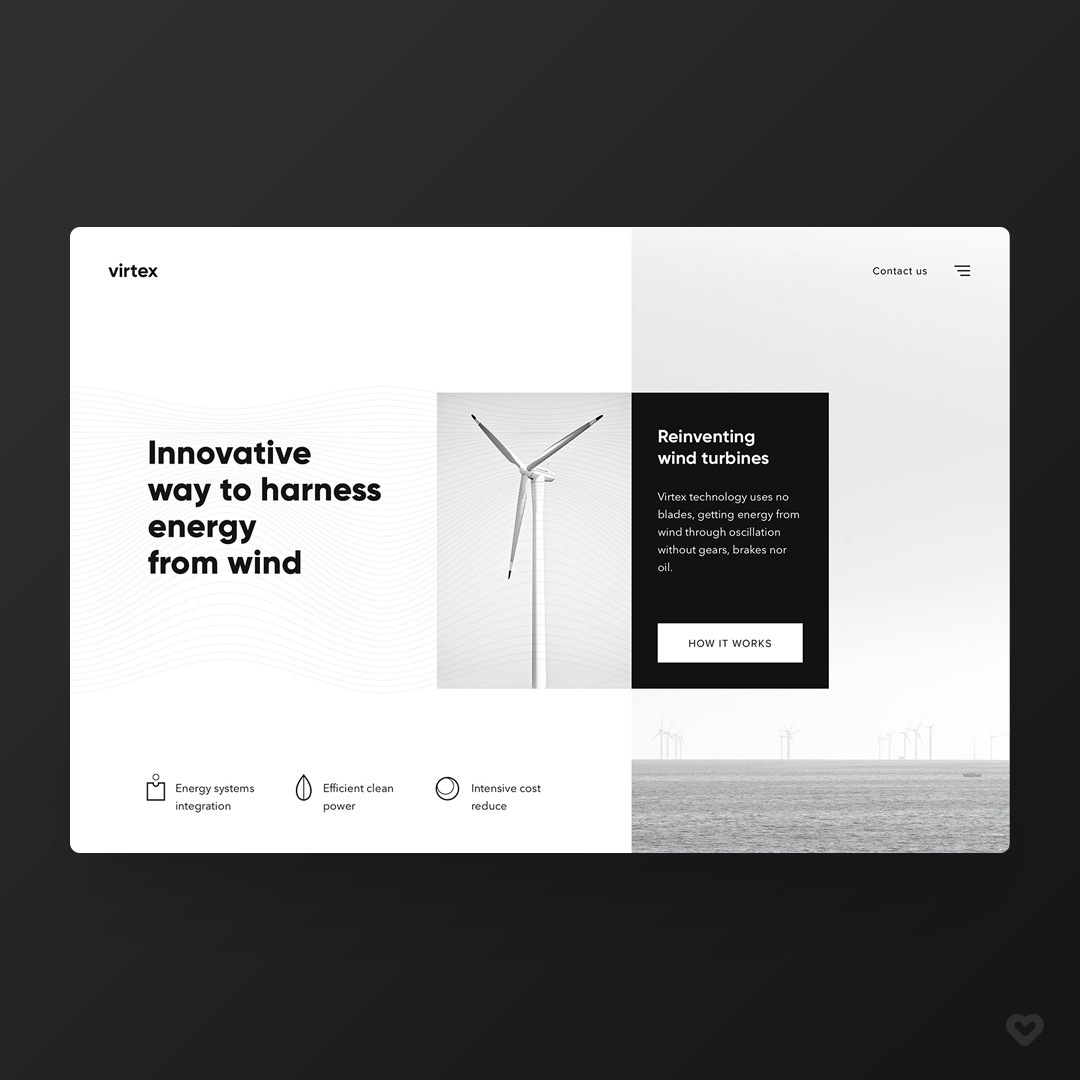 virtex
Contact us
Innovative
way to harness
energy
from wind
Reinventing
wind turbines
Virtex technology uses no
blades, getting energy from
wind through oscillation
without gears, brakes nor
oil.
HOW IT WORKS
Energy systems
integration
Efficient clean
power
Intensive cost
reduce